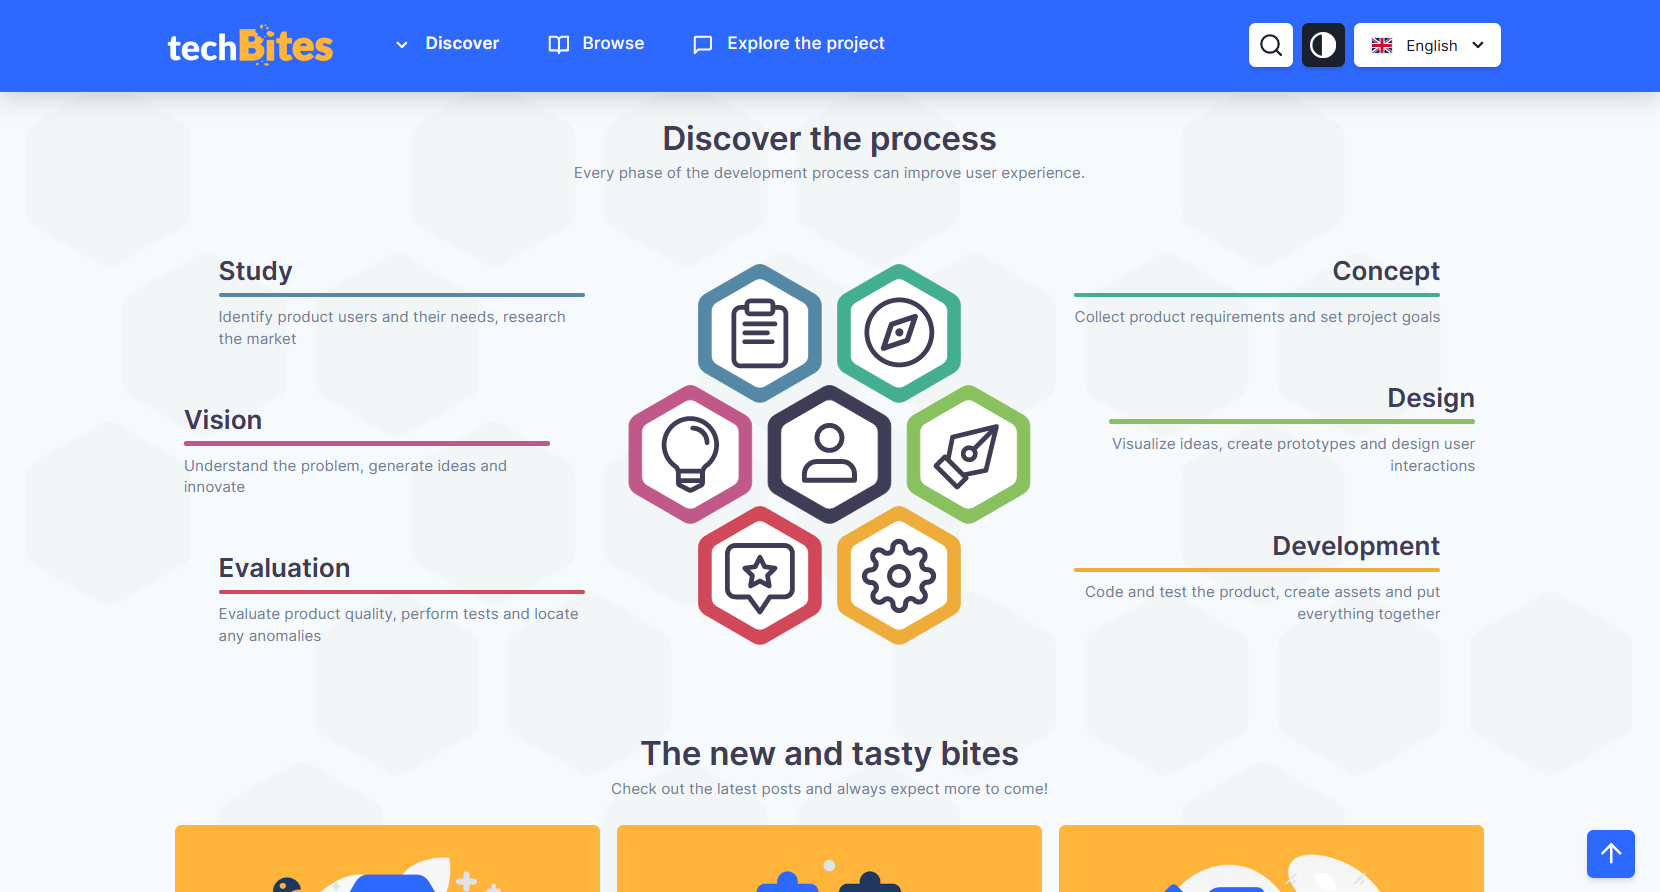 techBites
Discover
Browse
Explore the project
English
Discover the process
Every phase of the development process can improve user experience.
Study
Identify product users and their needs, research
the market
Vision
Understand the problem, generate ideas and
innovate
Evaluation
Evaluate product quality, perform tests and locate
any anomalies
Concept
Collect product requirements and set project goals
Design
Visualize ideas, create prototypes and design user
interactions
Development
Code and test the product, create assets and put
everything together
The new and tasty bites
Check out the latest posts and always expect more to come!